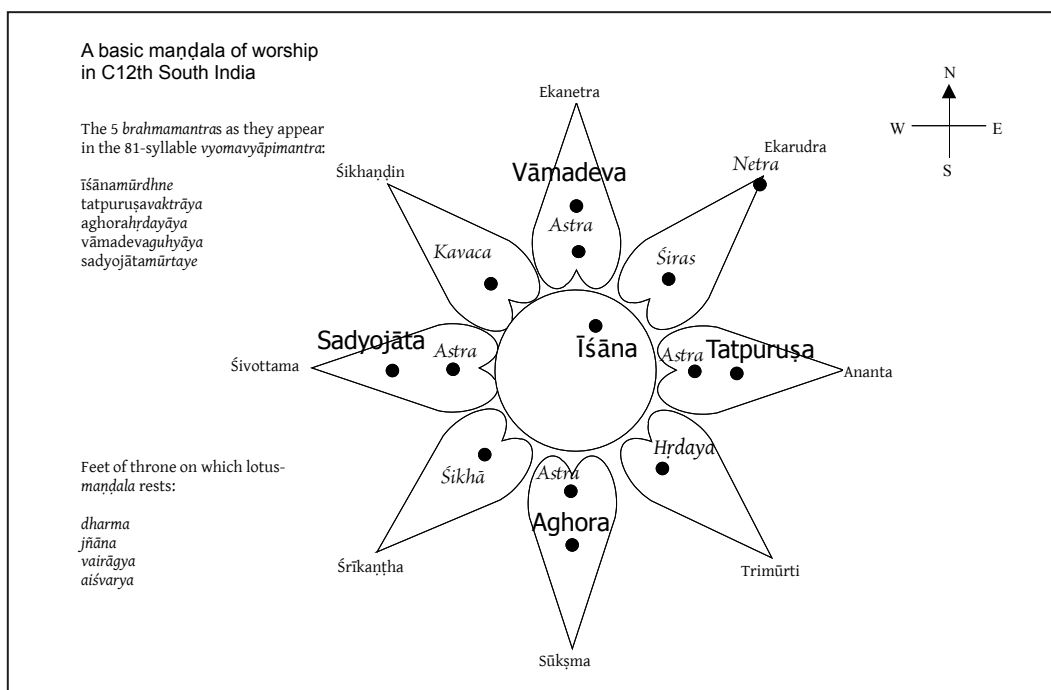 A basic maṇḍala of worship
in C12th South India
The 5 brahmamantras as they appear
in the 81-syllable vyomavyāpimantra:
īśānamūrdhne
tatpuruṣavaktrāya
aghorahṛdayāya
vāmadevaguhyāya
sadyojātamūrtaye
Feet of throne on which lotus-
maṇḍala rests:
dharma
jñāna
vairāgya
aiśvarya
N
W
E
S
Ekanetra
Ekarudra
Netra
Śikhaṇḍin
Vāmadeva
Astra
Kavaca
Śiras
Sadyojāta
Astra
Īśāna
Astra
Tatpuruṣa
Śivottama
Ananta
Śikhā
Astra
Hṛdaya
Aghora
Śrīkaṇṭha
Trimūrti
Sūkṣma